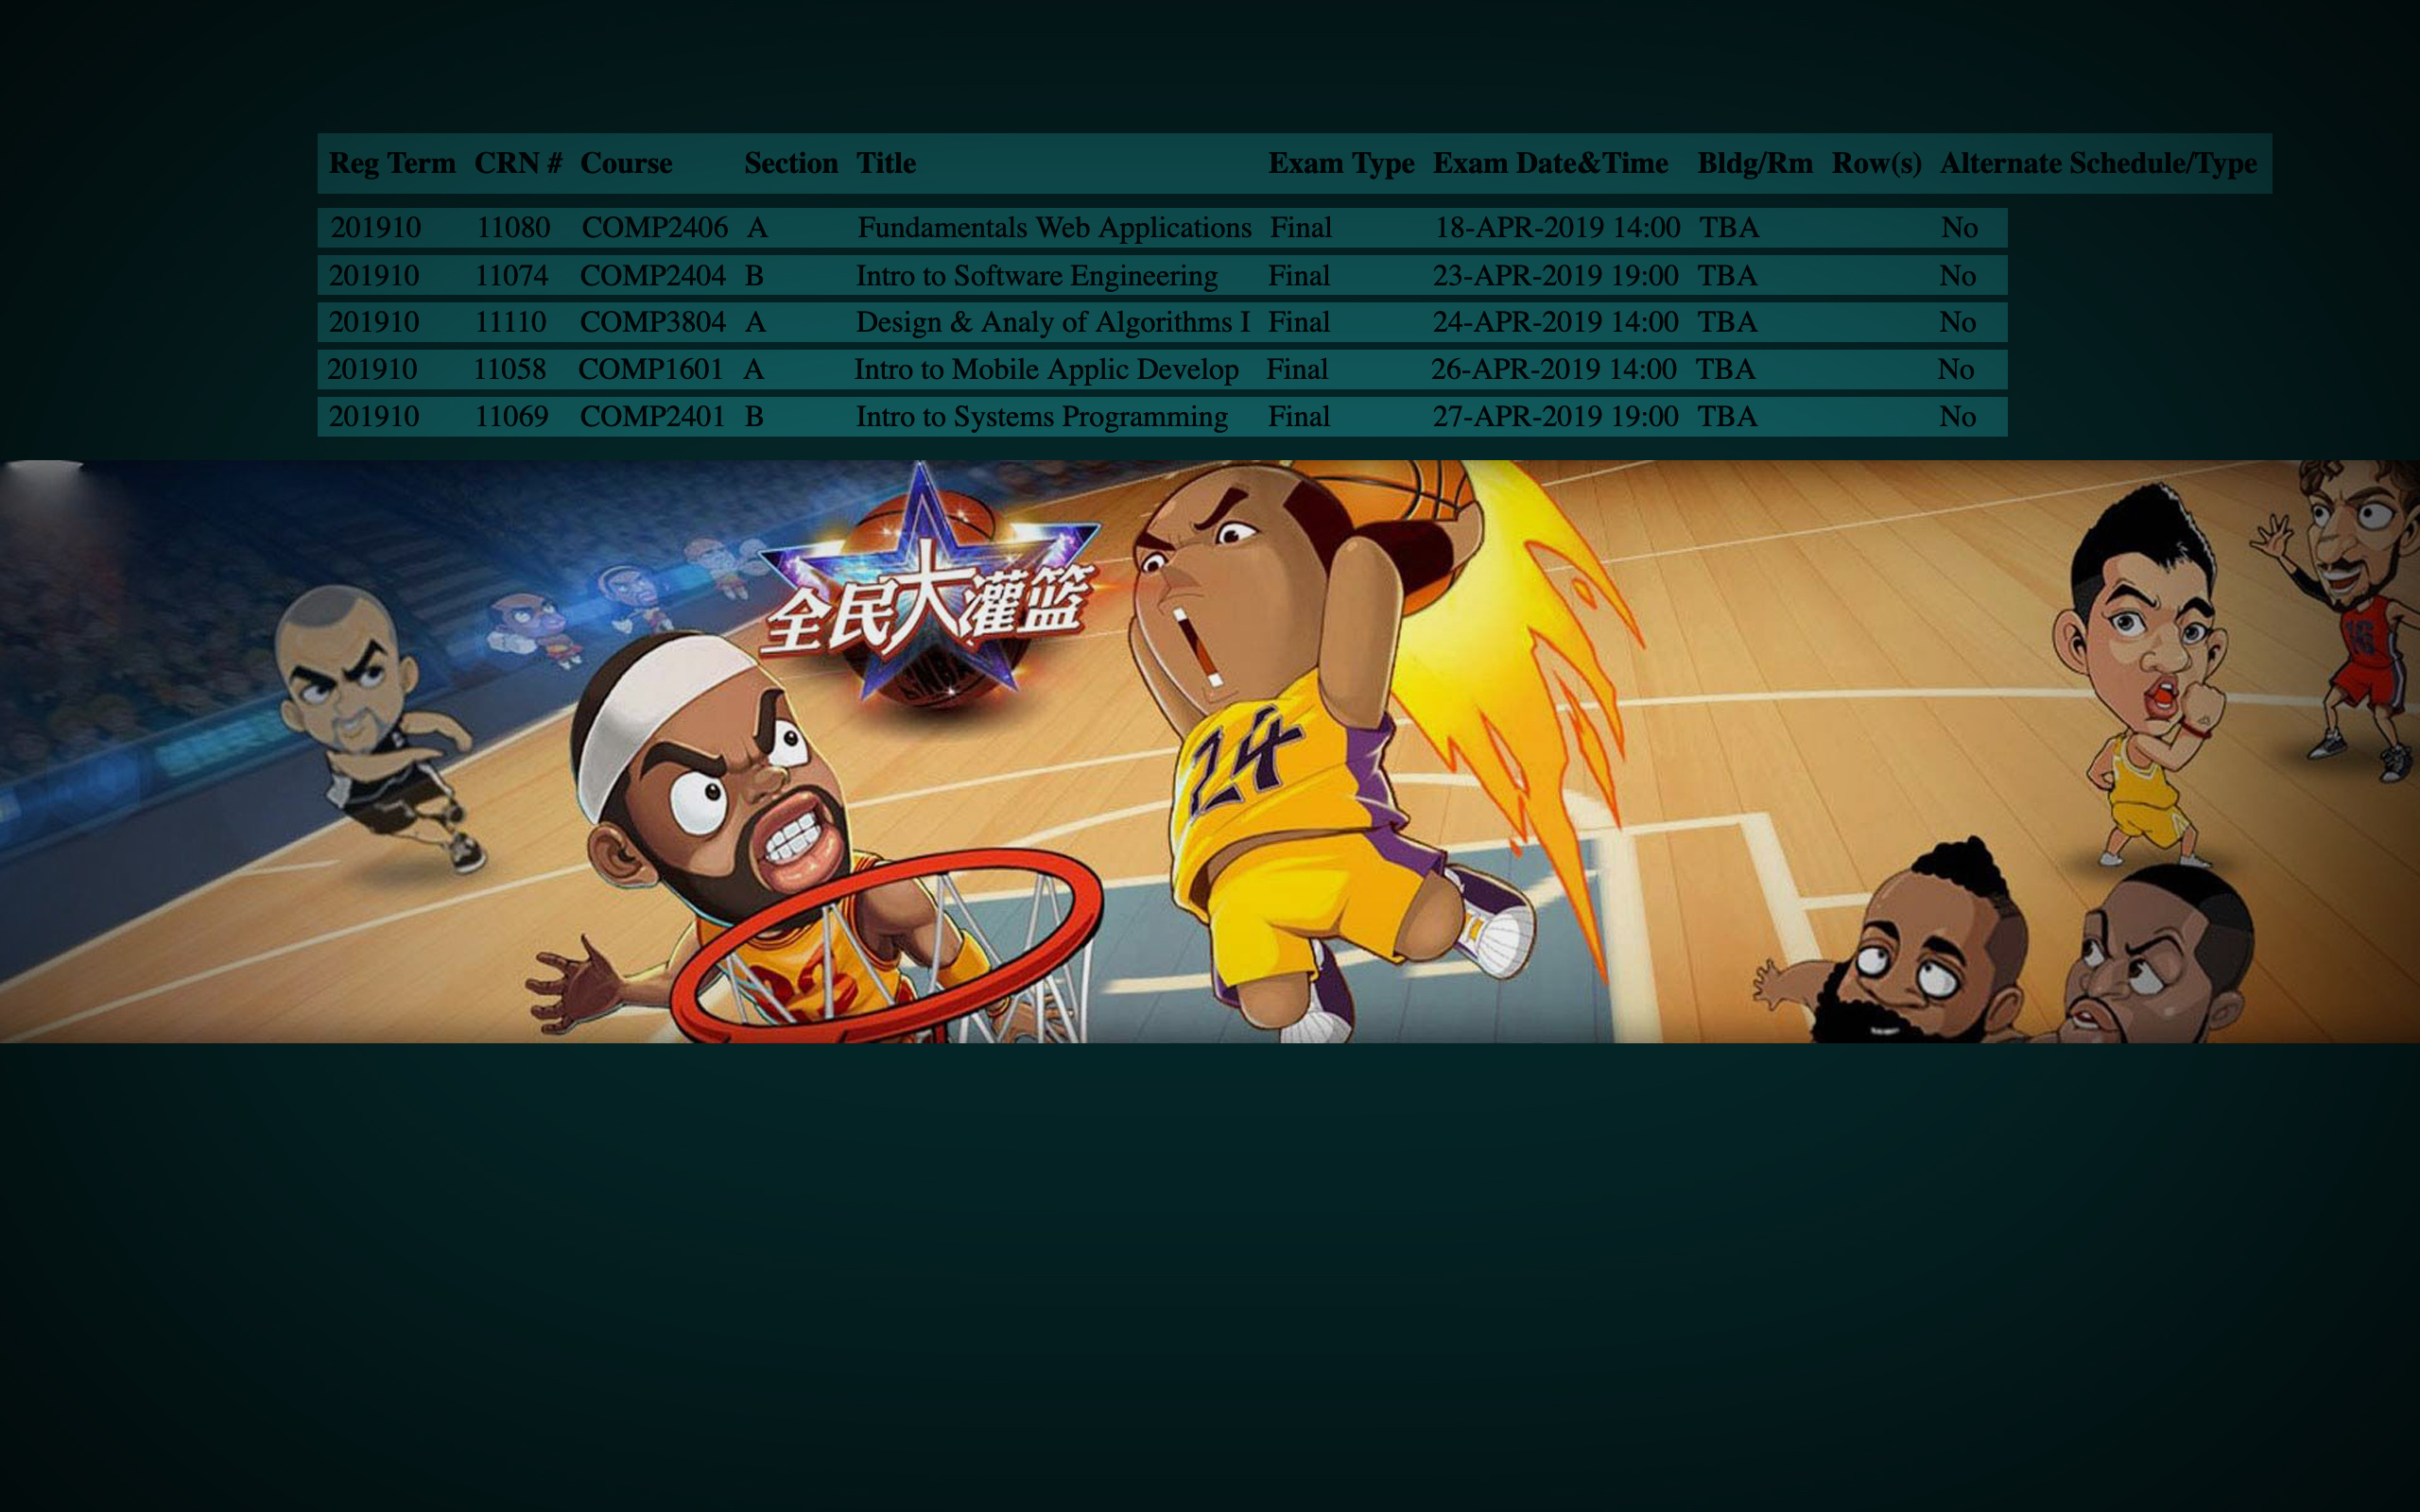 Reg Term CRN # Course Section Title Exam Type Exam Date&Time Bldg/Rm Row(s) Alternate Schedule/Type
201910 11080 COMP2406 A Fundamentals Web Applications Final 18-APR-2019 14:00 TBA No
201910 11074 COMP2404 B Intro to Software Engineering Final 23-APR-2019 19:00 TBA No
201910 11110 COMP3804 A Design & Analy of Algorithms I Final 24-APR-2019 14:00 TBA No
201910 11058 COMP1601 A Intro to Mobile Applic Develop Final 26-APR-2019 14:00 TBA No
201910 11069 COMP2401 B Intro to Systems Programming Final 27-APR-2019 19:00 TBA No
全民大灌篮
NBA
24